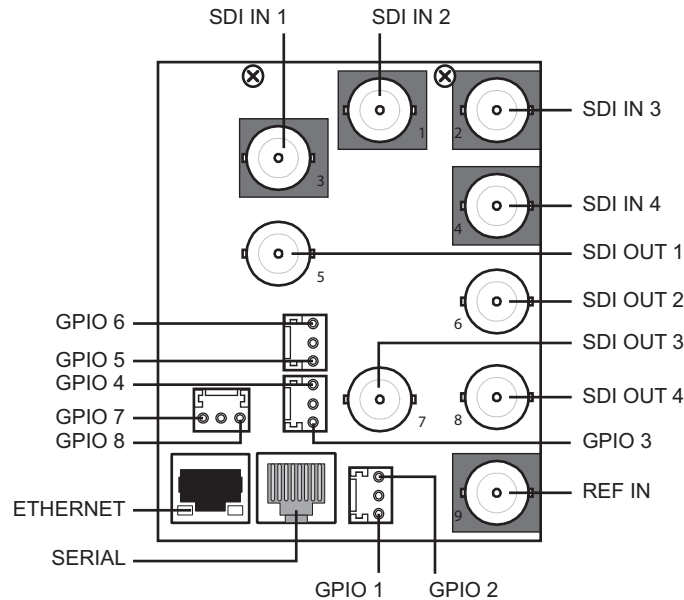 SDI IN 1
SDI IN 2
SDI IN 3
1
2
3
SDI IN 4
4
SDI OUT 1
5
SDI OUT 2
6
GPIO 6
SDI OUT 3
GPIO 5
GPIO 4
SDI OUT 4
GPIO 7
7
8
GPIO 8
GPIO 3
REF IN
ETHERNET
9
SERIAL
GPIO 1
GPIO 2